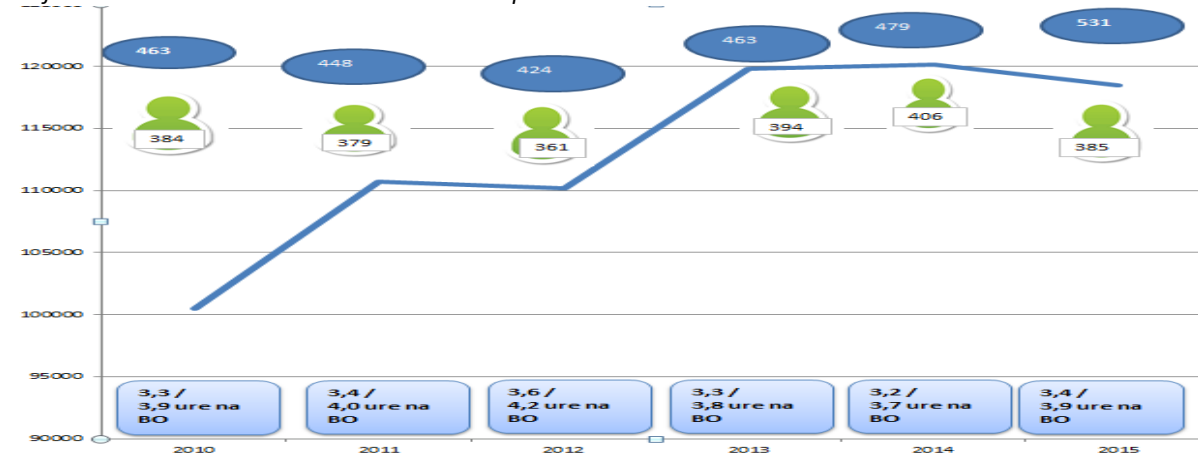 463 448 424 463 479 531
120000
384 379 361 394 406 385
115000
110000
105000
100000
95000
3,3 / 3,4 / 3,6 / 3,3 / 3,2 / 3,4 /
3,9 ure na 4,0 ure na 4,2 ure na 3,8 ure na 3,7 ure na 3,9 ure na
BO BO BO BO BO BO
90000
2010 2011 2012 2013 2014 2015